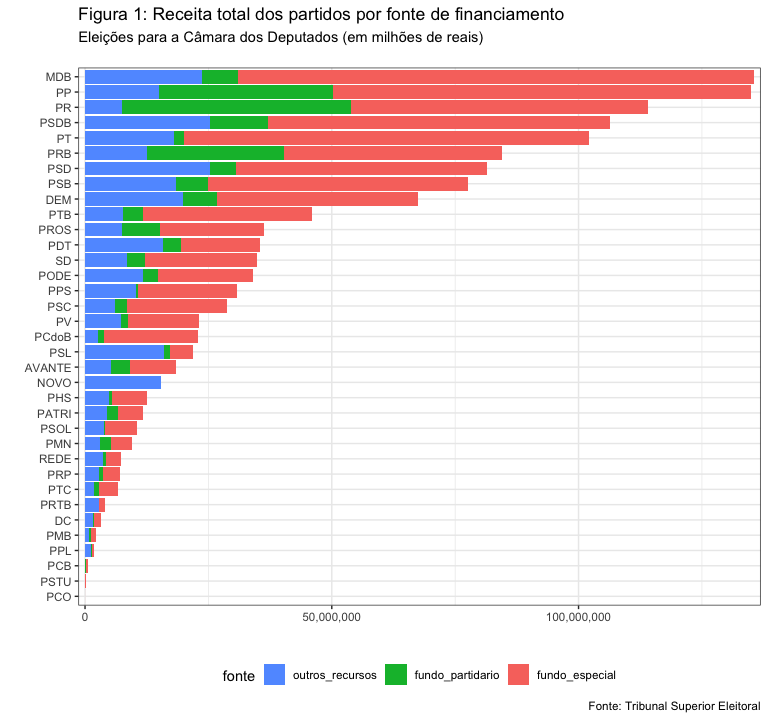 Figura 1: Receita total dos partidos por fonte de financiamento
Eleições para a Câmara dos Deputados (em milhões de reais)
MDB
PP
PR
PSDB
PT
PRB
PSD
PSB
DEM
PTB
PROS
PDT
SD
PODE
PPS
PSC
PV
PCdoB
PSL
AVANTE
NOVO
PHS
PATRI
PSOL
PMN
REDE
PRP
PTC
PRTB
DC
PMB
PPL
PCB
PSTU
PCO
0 50,000,000 100,000,000
fonte outros_recursos fundo_partidario fundo_especial
Fonte: Tribunal Superior Eleitoral